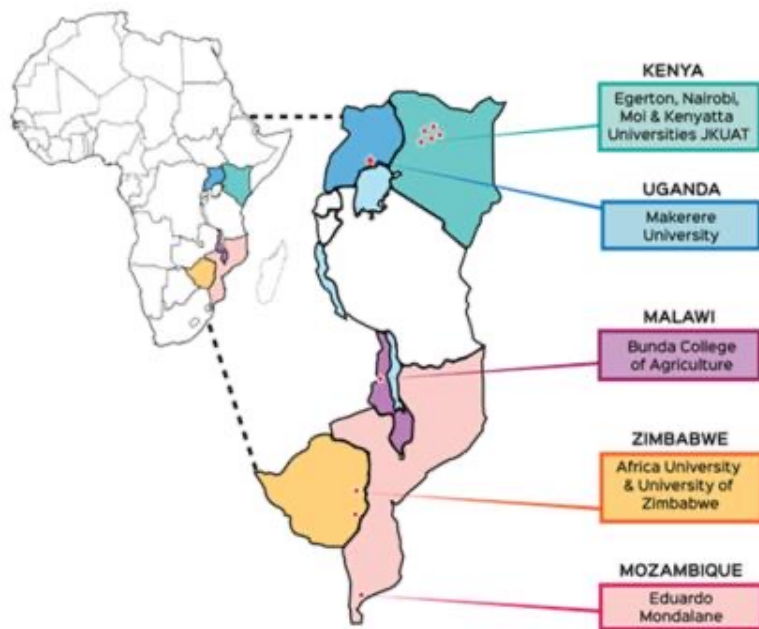 KENYA
Egerton, Nairobi,
Moi & Kenyatta
Universities JKUAT
UGANDA
Makerere
University
MALAWI
Bunda College
of Agriculture
ZIMBABWE
Africa University
& University of
Zimbabwe
MOZAMBIQUE
Eduardo
Mondalane